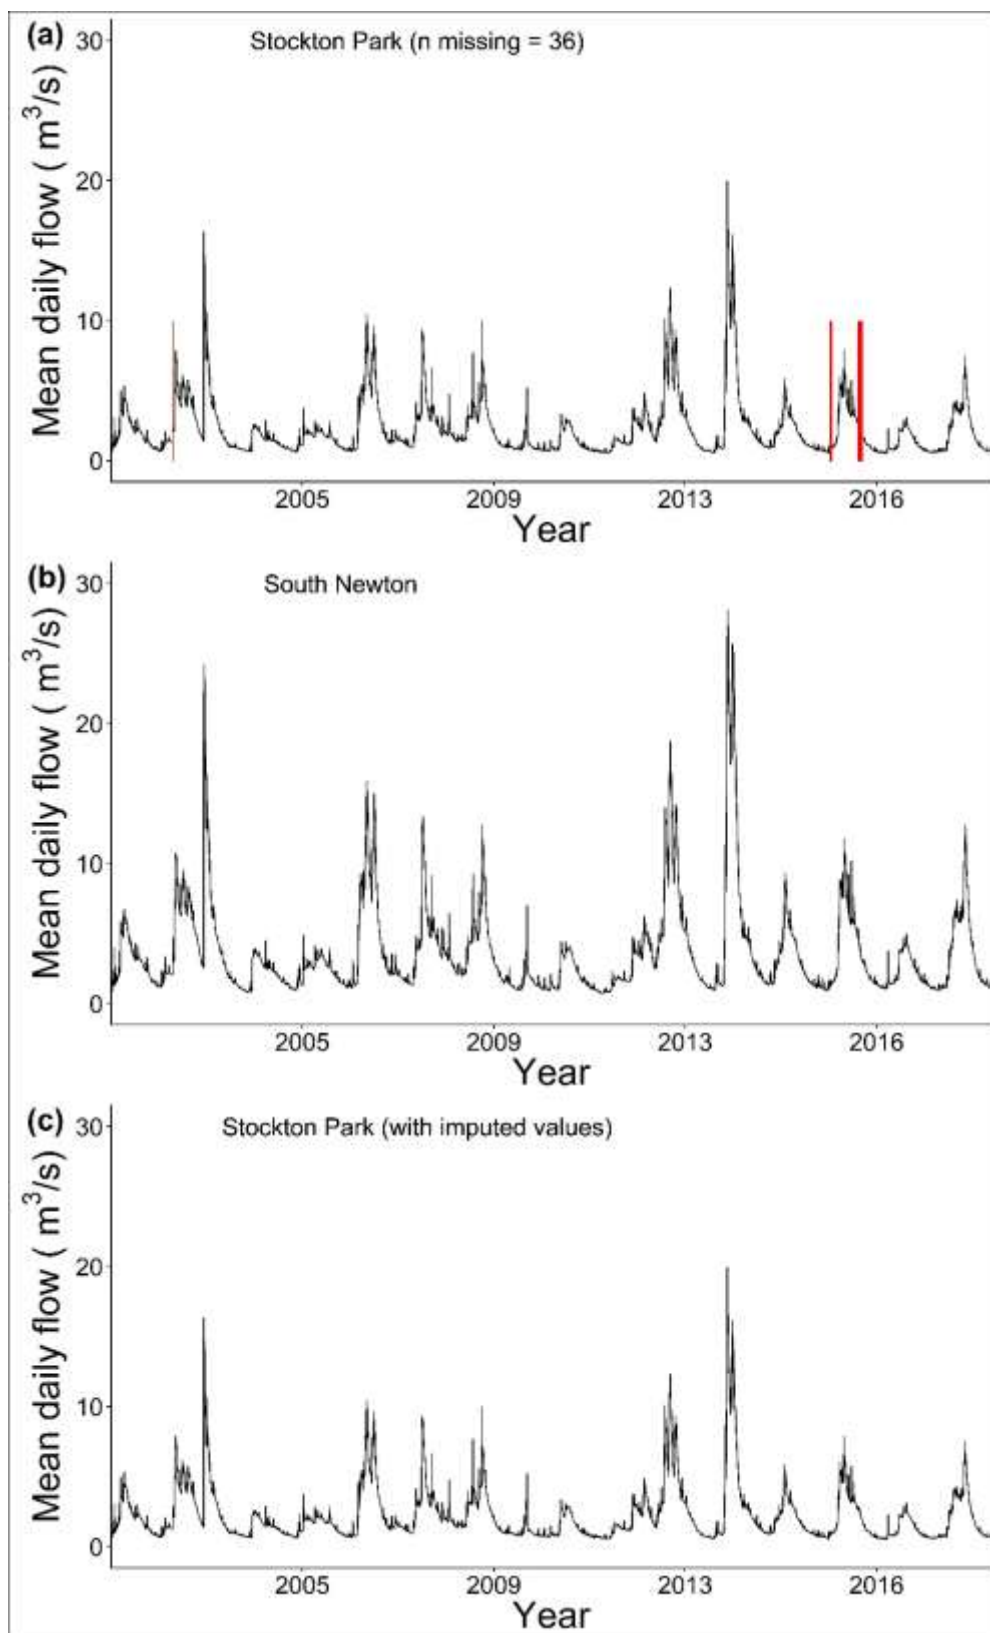 (a)
Stockton Park (n missing = 36)
Mean daily flow ( m³/s)
30
20
10
0
2005 2009 2013 2016
Year
(b)
South Newton
Mean daily flow ( m³/s)
30
20
10
0
2005 2009 2013 2016
Year
(c)
Stockton Park (with imputed values)
Mean daily flow ( m³/s)
30
20
10
0
2005 2009 2013 2016
Year